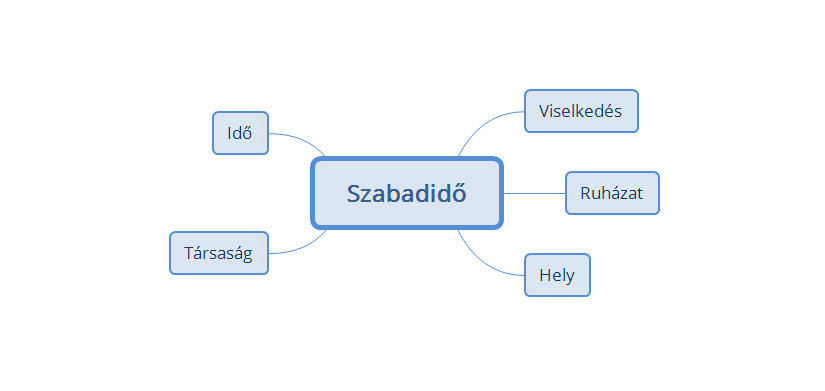 Szabadidő
Viselkedés
Ruházat
Hely
Társaság
Idő